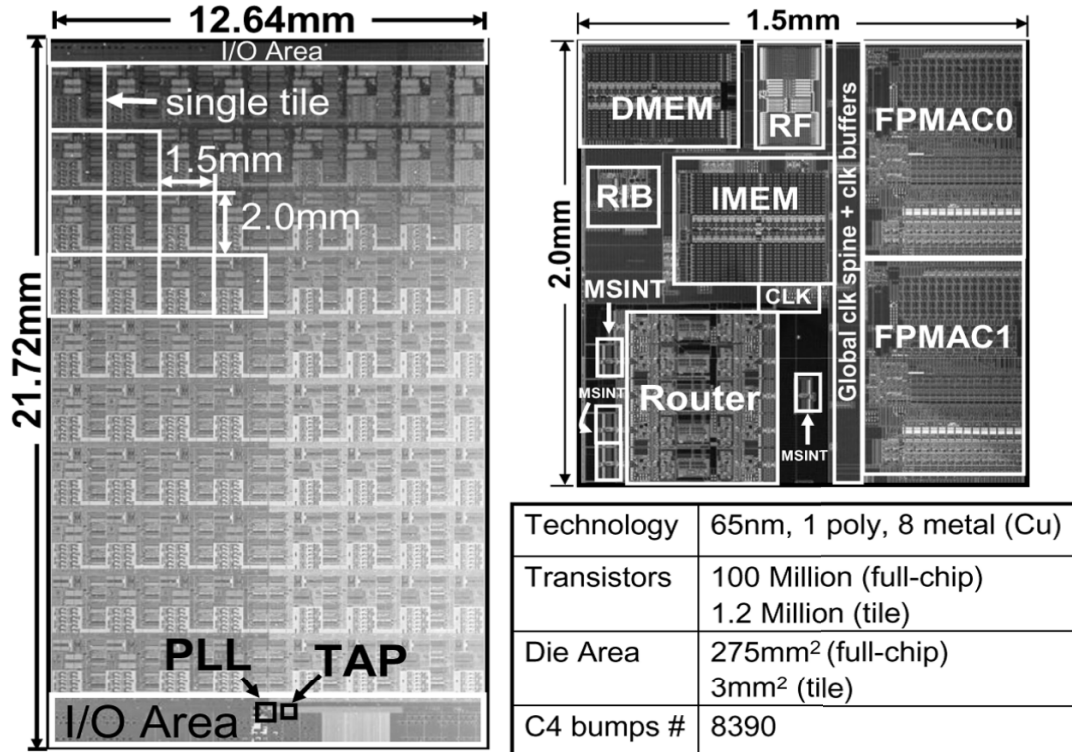 12.64mm
I/O Area
single tile
1.5mm
2.0mm
21.72mm
PLL
TAP
I/O Area
1.5mm
2.0mm
DMEM
RF
FPMAC0
RIB
IMEM
MSINT
CLK
Global clk spine + clk buffers
FPMAC1
MSINT
Router
MSINT
Technology 65nm, 1 poly, 8 metal (Cu)
Transistors 100 Million (full-chip)
1.2 Million (tile)
Die Area 275mm² (full-chip)
3mm² (tile)
C4 bumps # 8390